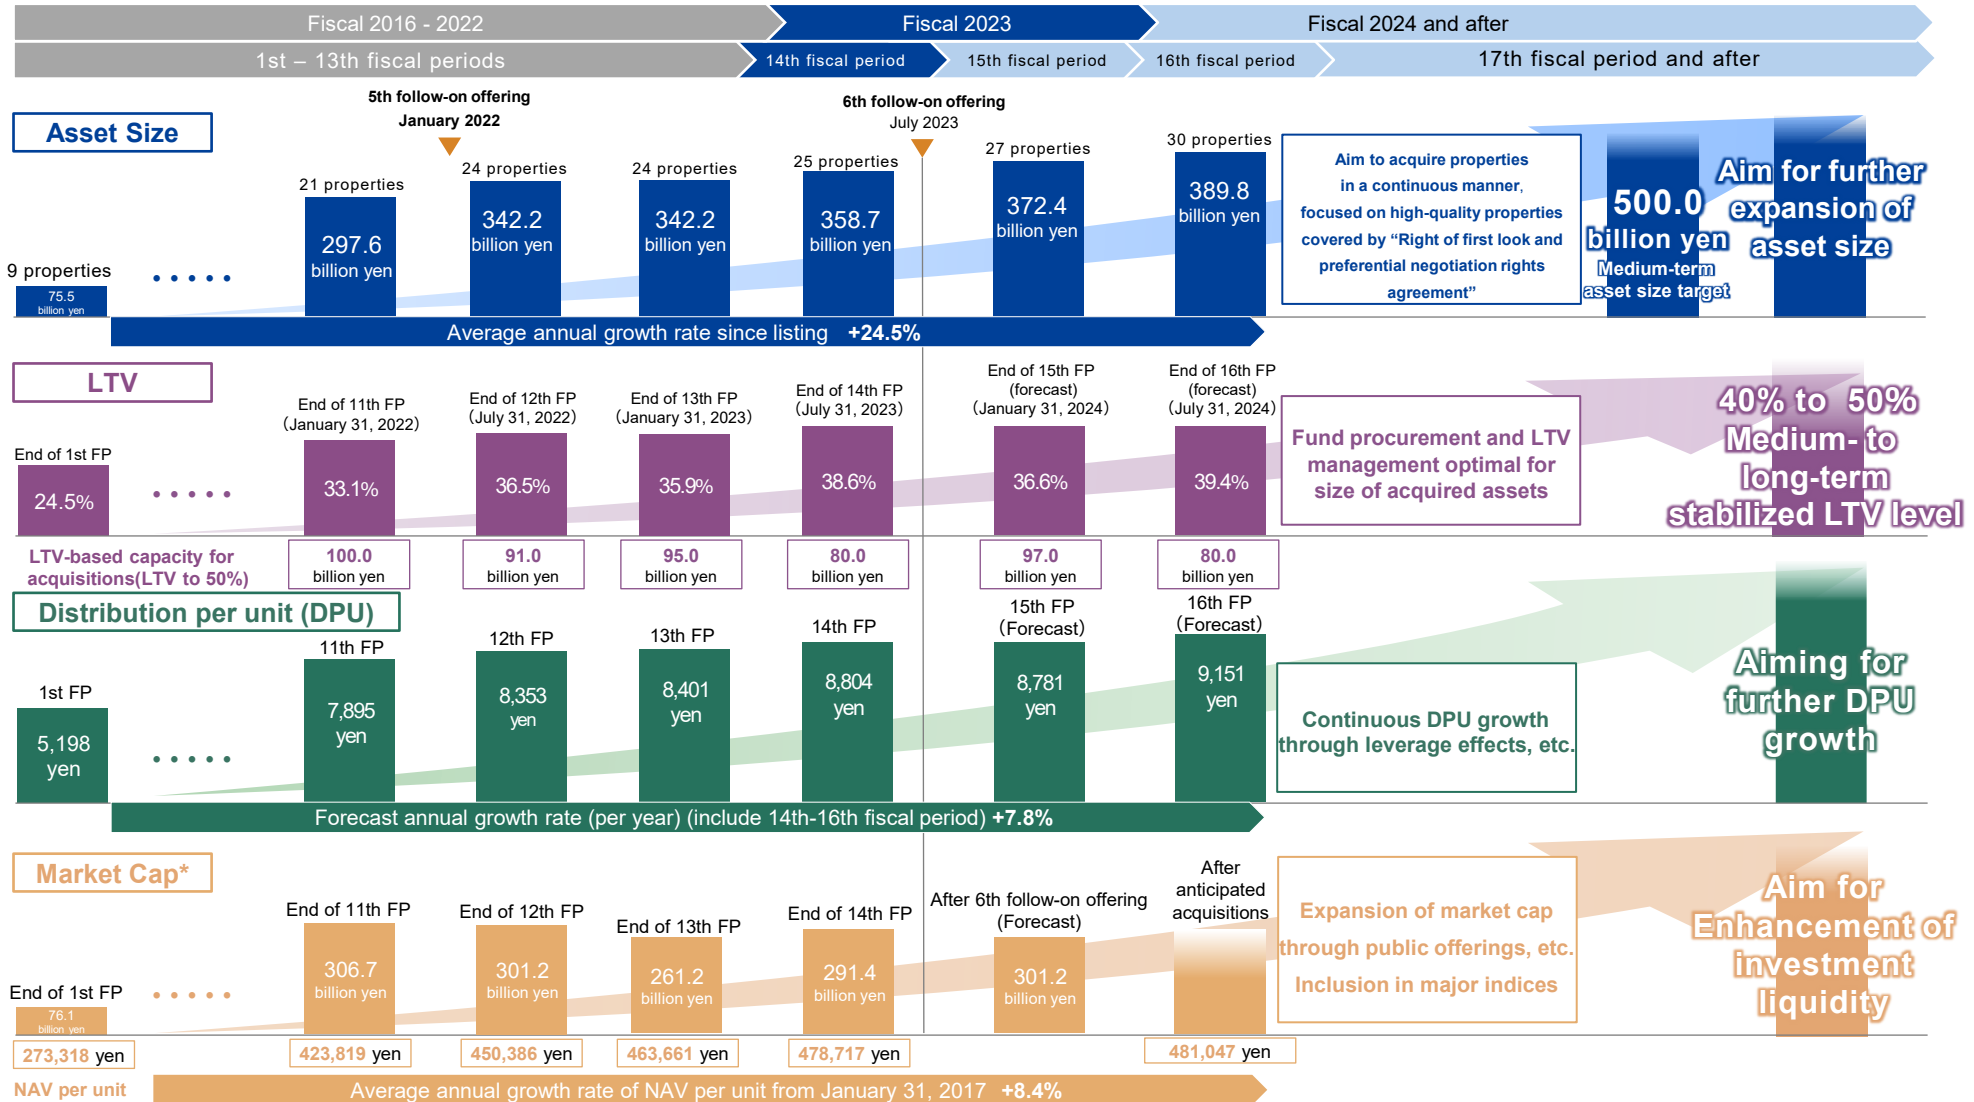 Fiscal 2016 - 2022
Fiscal 2023
Fiscal 2024 and after
1st – 13th fiscal periods
14th fiscal period
15th fiscal period
16th fiscal period
17th fiscal period and after
5th follow-on offering
January 2022
6th follow-on offering
July 2023
Asset Size
9 properties
75.5
billion yen
• • • • •
21 properties
297.6
billion yen
24 properties
342.2
billion yen
24 properties
342.2
billion yen
25 properties
358.7
billion yen
27 properties
372.4
billion yen
30 properties
389.8
billion yen
Aim to acquire properties
in a continuous manner,
focused on high-quality properties
covered by “Right of first look and
preferential negotiation rights
agreement”
500.0
billion yen
Medium-term
asset size target
Aim for further
expansion of
asset size
Average annual growth rate since listing +24.5%
LTV
End of 1st FP
24.5%
• • • • •
End of 11th FP
(January 31, 2022)
33.1%
End of 12th FP
(July 31, 2022)
36.5%
End of 13th FP
(January 31, 2023)
35.9%
End of 14th FP
(July 31, 2023)
38.6%
End of 15th FP
(forecast)
(January 31, 2024)
36.6%
End of 16th FP
(forecast)
(July 31, 2024)
39.4%
Fund procurement and LTV
management optimal for
size of acquired assets
40% to 50%
Medium- to
long-term
stabilized LTV level
LTV-based capacity for
acquisitions(LTV to 50%)
100.0
billion yen
91.0
billion yen
95.0
billion yen
80.0
billion yen
97.0
billion yen
80.0
billion yen
Distribution per unit (DPU)
1st FP
5,198
yen
• • • • •
11th FP
7,895
yen
12th FP
8,353
yen
13th FP
8,401
yen
14th FP
8,804
yen
15th FP
(Forecast)
8,781
yen
16th FP
(Forecast)
9,151
yen
Continuous DPU growth
through leverage effects, etc.
Aiming for
further DPU
growth
Forecast annual growth rate (per year) (include 14th-16th fiscal period) +7.8%
Market Cap*
End of 1st FP
76.1
billion yen
• • • • •
End of 11th FP
306.7
billion yen
End of 12th FP
301.2
billion yen
End of 13th FP
261.2
billion yen
End of 14th FP
291.4
billion yen
After 6th follow-on offering
(Forecast)
301.2
billion yen
After
anticipated
acquisitions
Expansion of market cap
through public offerings, etc.
Inclusion in major indices
Aim for
Enhancement of
investment
liquidity
273,318 yen
423,819 yen
450,386 yen
463,661 yen
478,717 yen
481,047 yen
NAV per unit
Average annual growth rate of NAV per unit from January 31, 2017 +8.4%